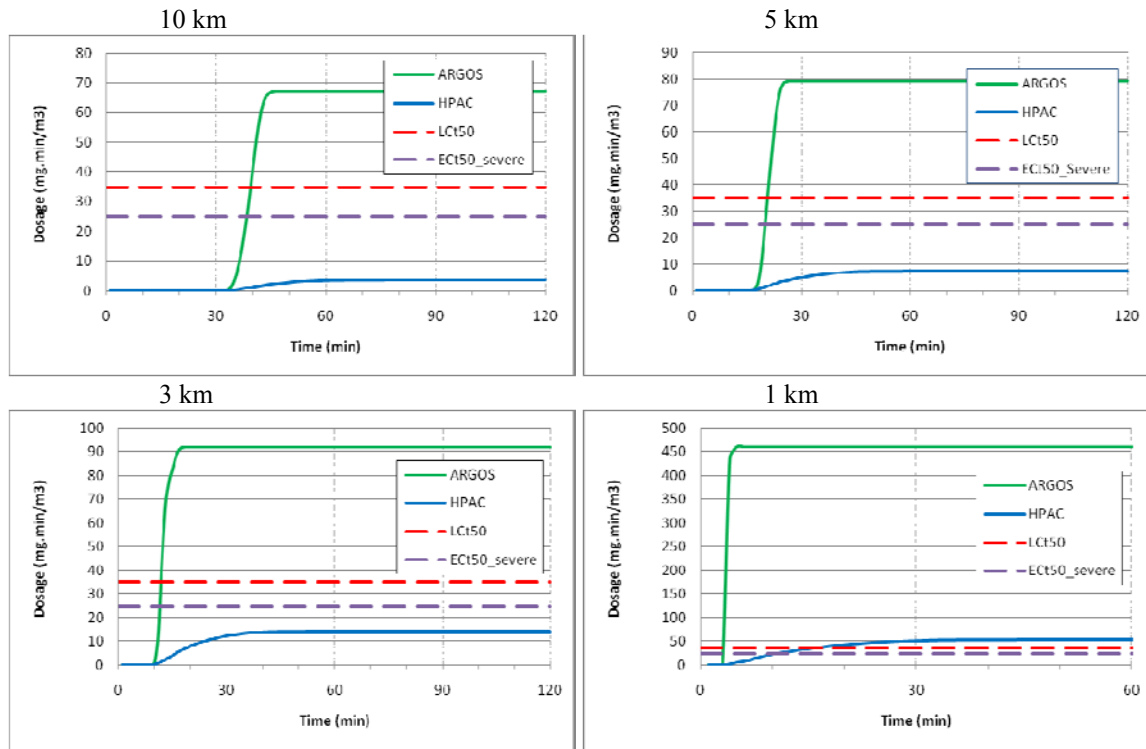 10 km
80
70
60
50
40
30
20
10
0
Dosage (mg.min/m3)
0 30 60 90 120
Time (min)
ARGOS
HPAC
LCt50
ECt50_severe
5 km
90
80
70
60
50
40
30
20
10
0
Dosage (mg.min/m3)
0 30 60 90 120
Time (min)
ARGOS
HPAC
LCt50
ECt50_Severe
3 km
100
90
80
70
60
50
40
30
20
10
0
Dosage (mg.min/m3)
0 30 60 90 120
Time (min)
ARGOS
HPAC
LCt50
ECt50_severe
1 km
500
450
400
350
300
250
200
150
100
50
0
Dosage (mg.min/m3)
0 30 60
Time (min)
ARGOS
HPAC
LCt50
ECt50_severe